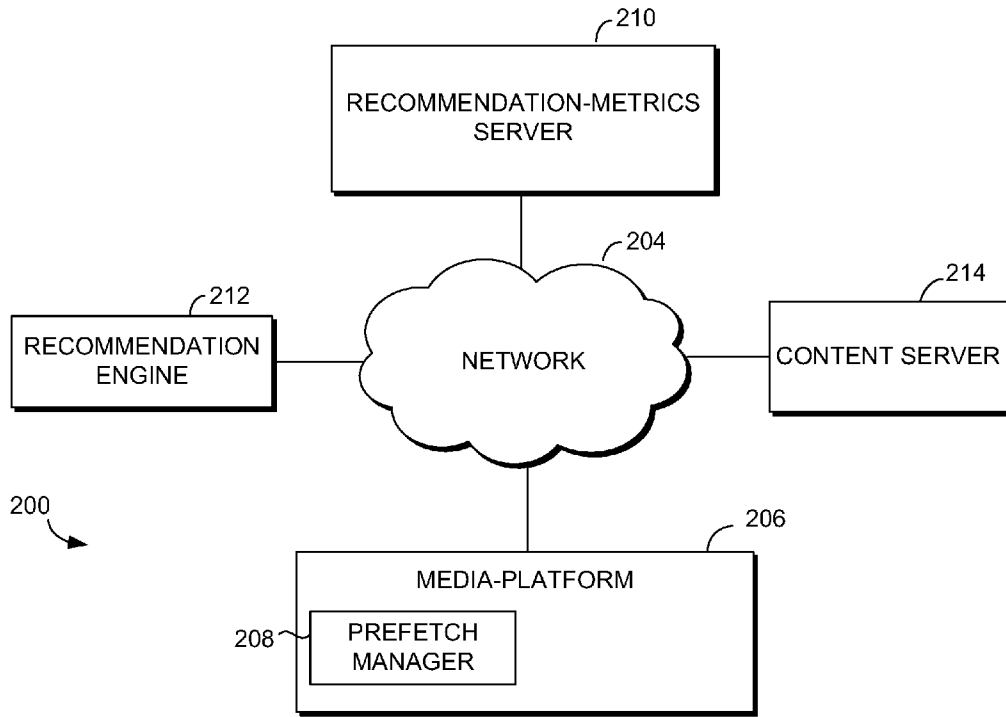 210
RECOMMENDATION-METRICS
SERVER
204
212
214
RECOMMENDATION
ENGINE
NETWORK
CONTENT SERVER
200
206
MEDIA-PLATFORM
208
PREFETCH
MANAGER